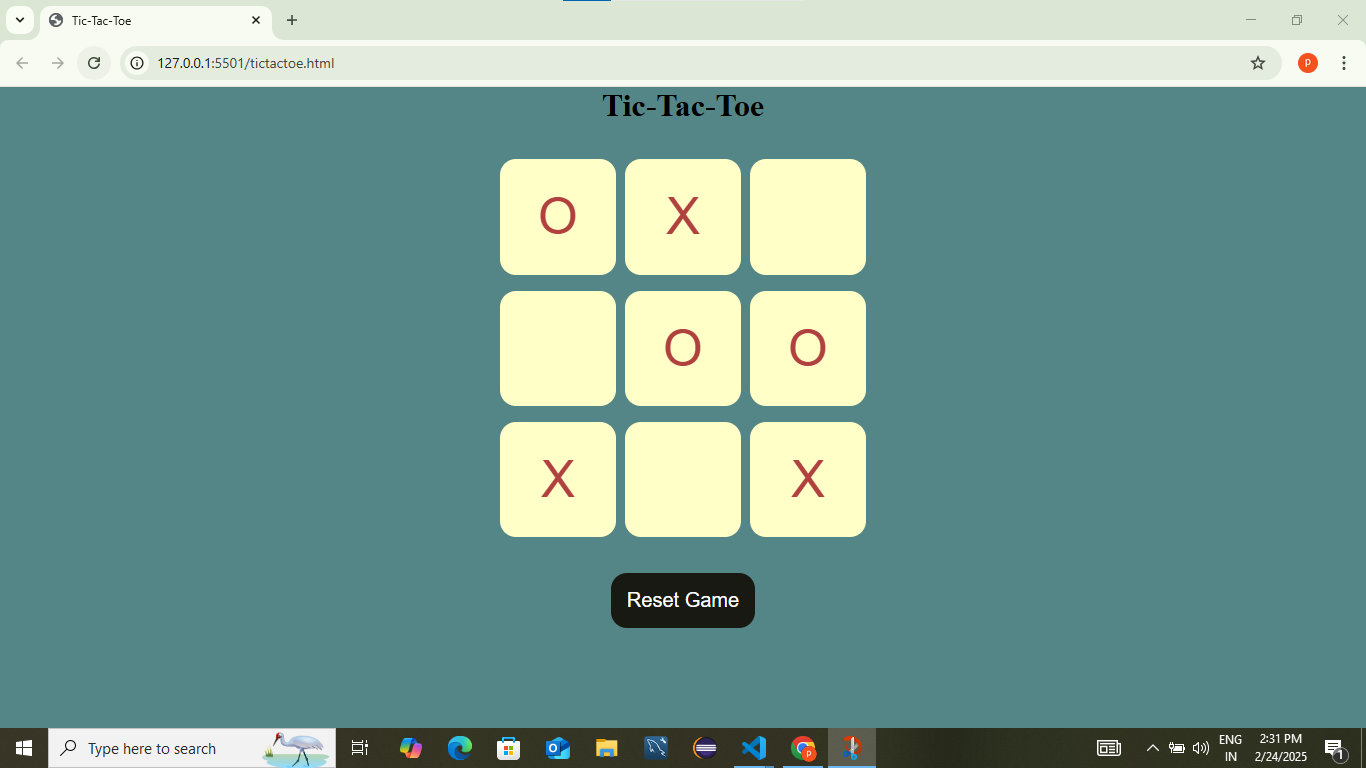 Tic-Tac-Toe
127.0.0.1:5501/tictactoe.html
P
Tic-Tac-Toe
O X
O O
X X
Reset Game
Type here to search
ENG
IN
2:31 PM
2/24/2025
1